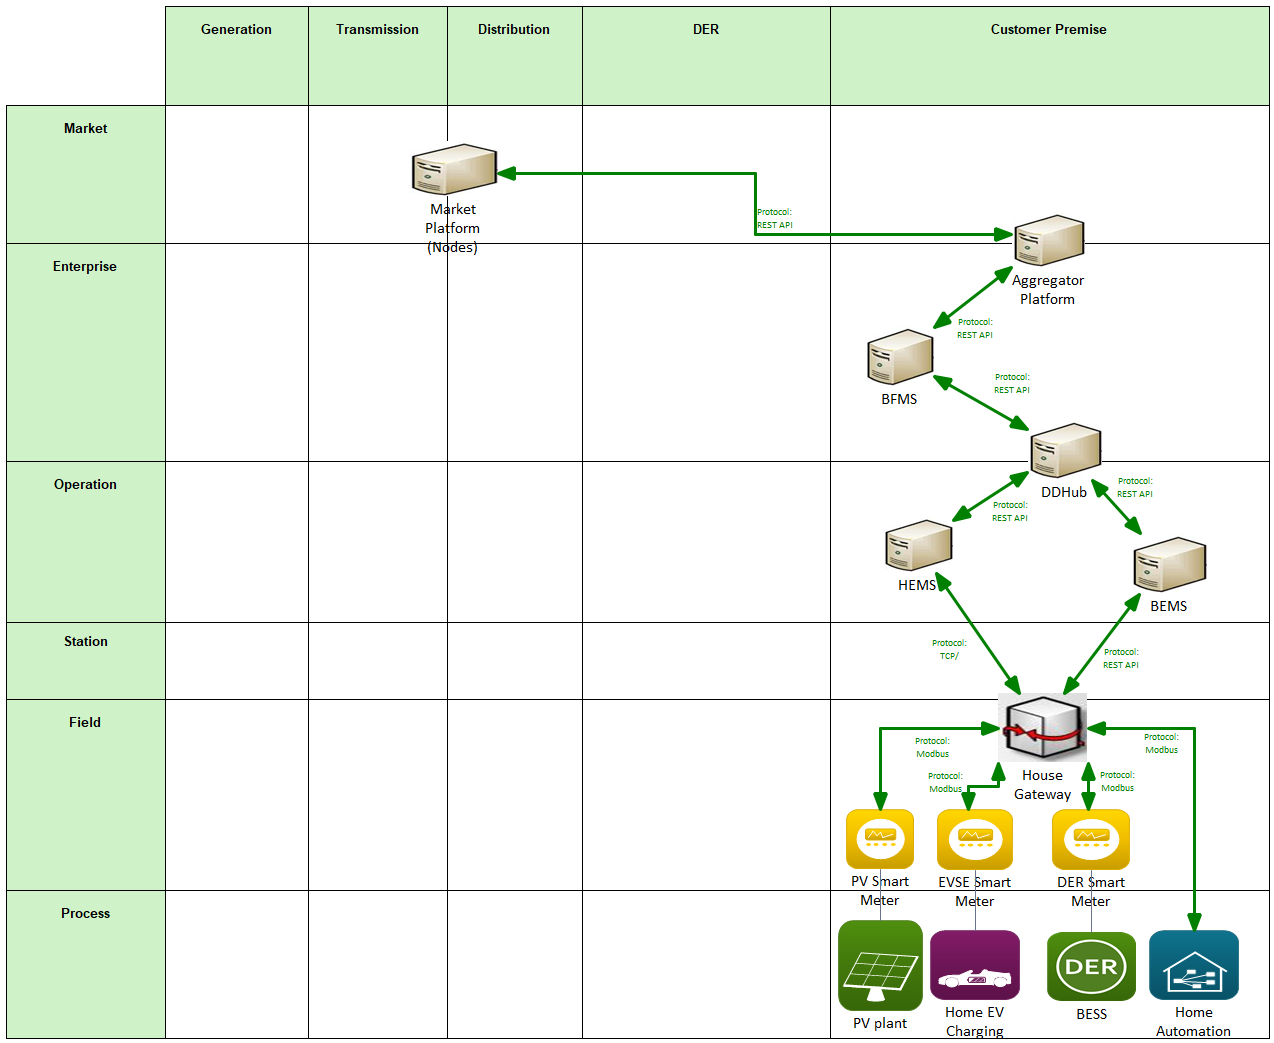 Generation
Transmission
Distribution
DER
Customer Premise
Market
Market
Platform
(Nodes)
Protocol:
REST API
Enterprise
Aggregator
Platform
Protocol:
REST API
BFMS
Protocol:
REST API
Operation
DDHub
Protocol:
REST API
Protocol:
REST API
HEMS
BEMS
Station
Protocol:
TCP/
Protocol:
REST API
Field
Protocol:
Modbus
Protocol:
Modbus
House
Gateway
Protocol:
Modbus
Protocol:
Modbus
PV Smart
Meter
EVSE Smart
Meter
DER Smart
Meter
Process
DER
PV plant
Home EV
Charging
BESS
Home
Automation